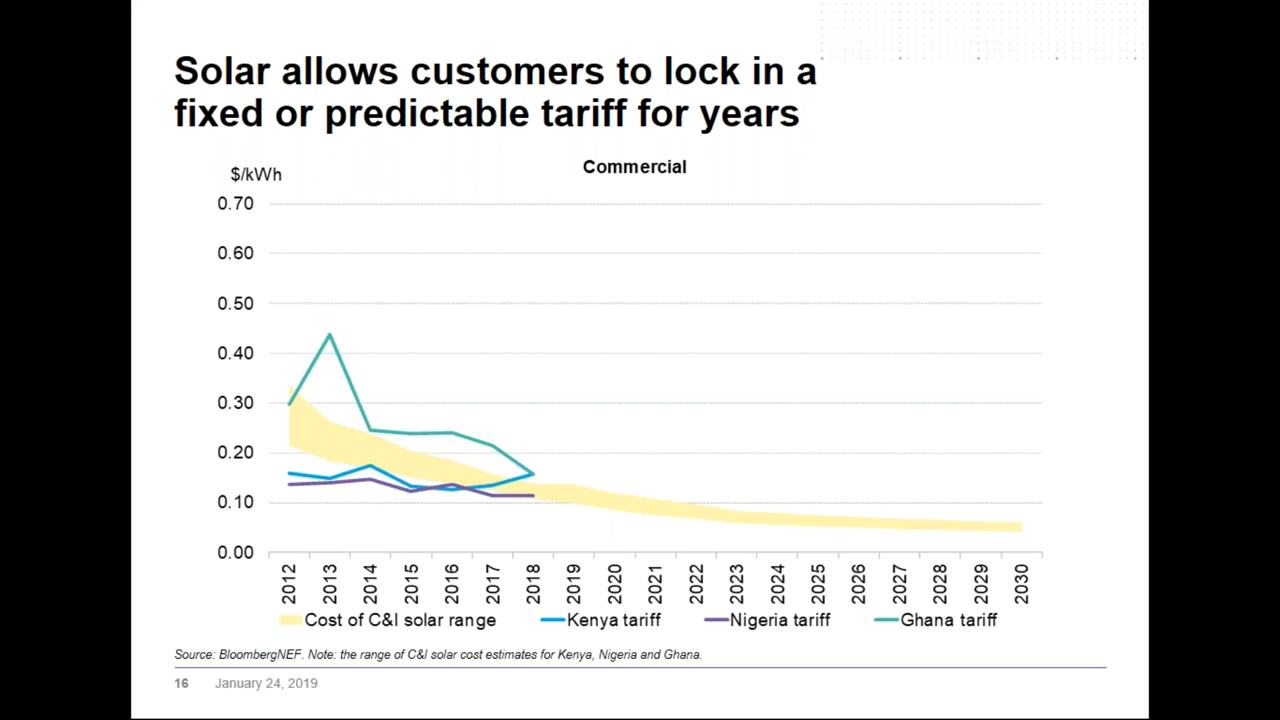 Solar allows customers to lock in a
fixed or predictable tariff for years
Commercial
$/kWh
0.70
0.60
0.50
0.40
0.30
0.20
0.10
0.00
2012 2013 2014 2015 2016 2017 2018 2019 2020 2021 2022 2023 2024 2025 2026 2027 2028 2029 2030
Cost of C&I solar range Kenya tariff Nigeria tariff Ghana tariff
Source: BloombergNEF. Note: the range of C&I solar cost estimates for Kenya, Nigeria and Ghana.
16 January 24, 2019